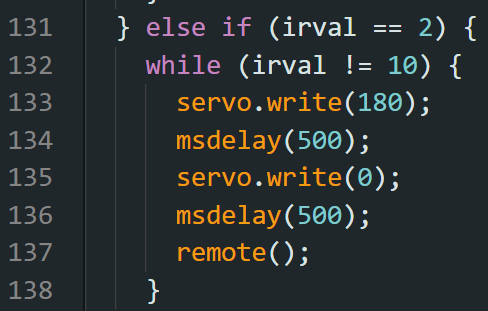 131 } else if (irval == 2) {
132 while (irval != 10) {
133 servo.write(180);
134 msdelay(500);
135 servo.write(0);
136 msdelay(500);
137 remote();
138 }